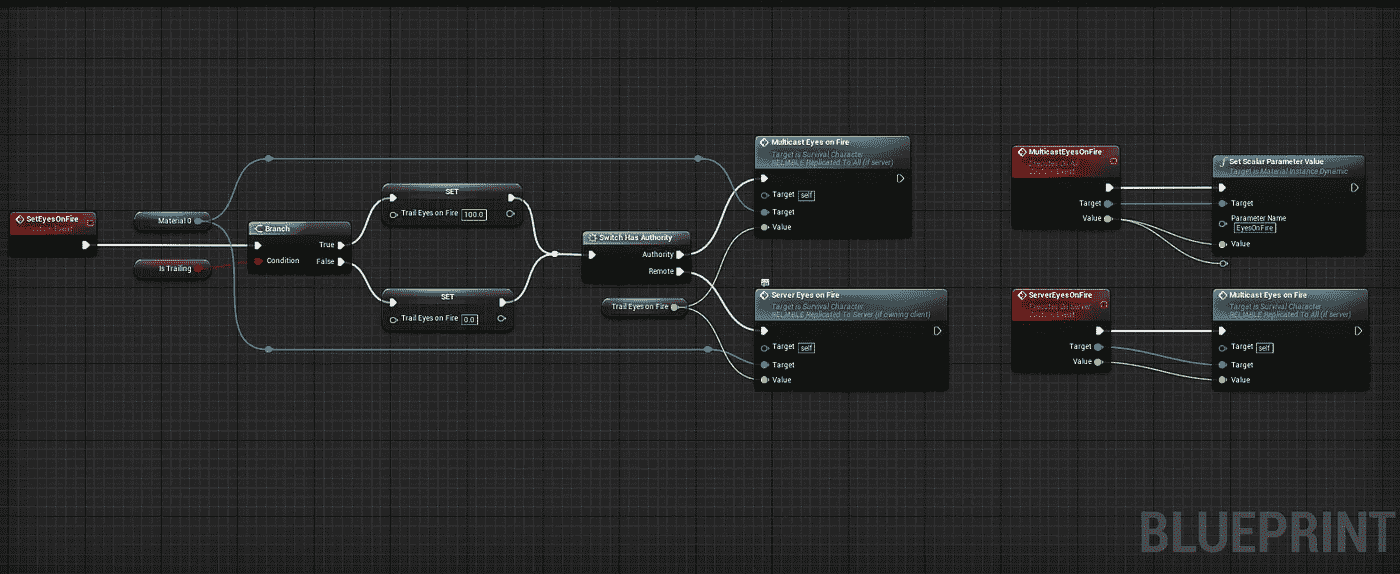 SetEyesOnFire
Custom Event
Material 0
Is Trailing
Branch
Condition
True
False
SET
Trail Eyes on Fire 100.0
SET
Trail Eyes on Fire 0.0
Switch Has Authority
Authority
Remote
Trail Eyes on Fire
Multicast Eyes on Fire
Target is Survival Character
RELIABLE Replicated To All (if server)
Target self
Target
Value
Server Eyes on Fire
Target is Survival Character
RELIABLE Replicated To Server (if owning client)
Target self
Target
Value
MulticastEyesOnFire
Executes On All
Custom Event
Target
Value
Set Scalar Parameter Value
Target is Material Instance Dynamic
Target
Parameter Name
EyesOnFire
Value
ServerEyesOnFire
Executes On Server
Custom Event
Target
Value
Multicast Eyes on Fire
Target is Survival Character
RELIABLE Replicated To All (if server)
Target self
Target
Value
BLUEPRINT